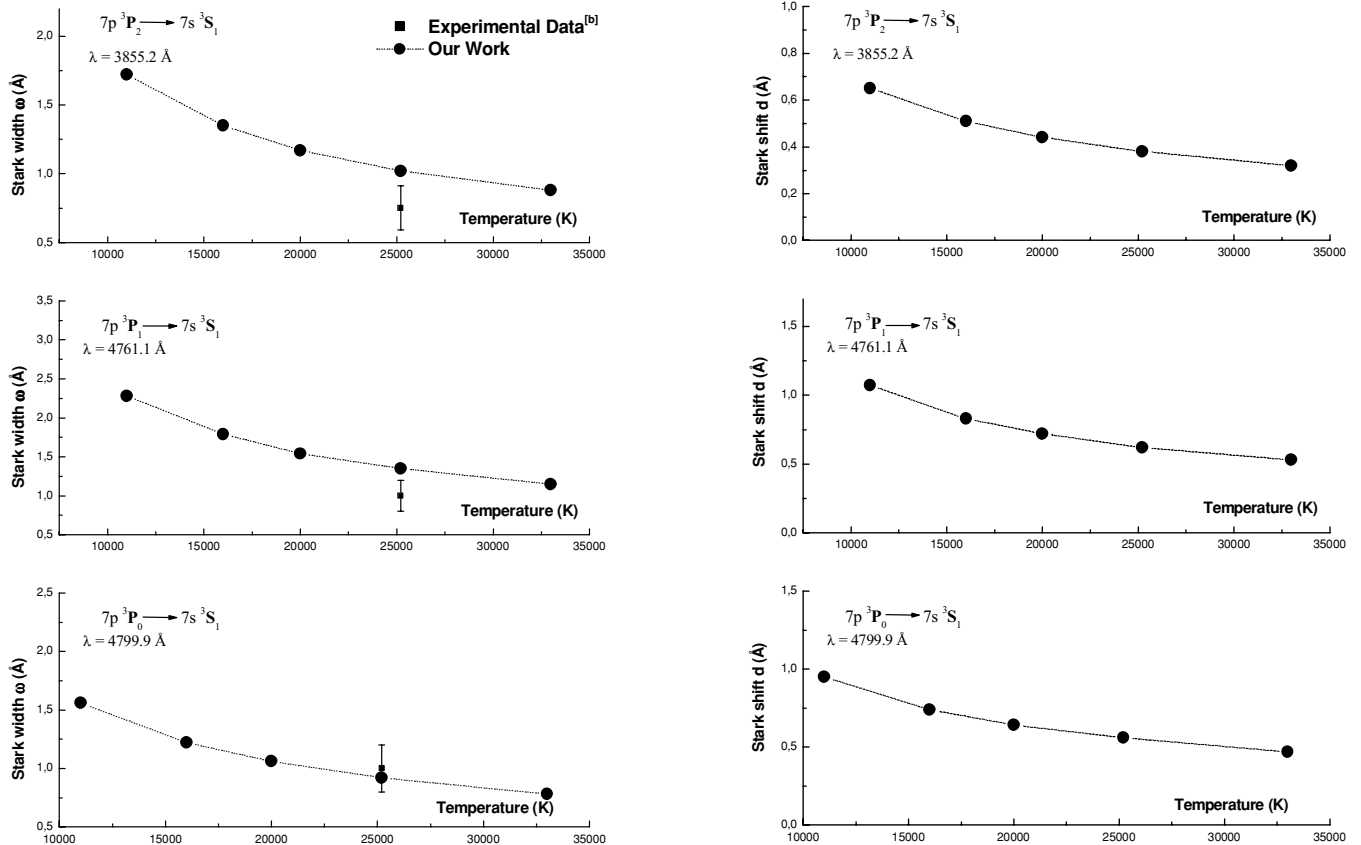 7p ³P₂ → 7s ³S₁
λ = 3855.2 Å
■ Experimental Data[b]
● Our Work
Stark width ω (Å)
2,0
1,5
1,0
0,5
Temperature (K)
10000 15000 20000 25000 30000 35000
7p ³P₂ → 7s ³S₁
λ = 3855.2 Å
Stark shift d (Å)
1,0
0,8
0,6
0,4
0,2
0,0
Temperature (K)
10000 15000 20000 25000 30000 35000
7p ³P₁ → 7s ³S₁
λ = 4761.1 Å
Stark width ω (Å)
3,5
3,0
2,5
2,0
1,5
1,0
0,5
Temperature (K)
10000 15000 20000 25000 30000 35000
7p ³P₁ → 7s ³S₁
λ = 4761.1 Å
Stark shift d (Å)
1,5
1,0
0,5
0,0
Temperature (K)
10000 15000 20000 25000 30000 35000
7p ³P₀ → 7s ³S₁
λ = 4799.9 Å
Stark width ω (Å)
2,5
2,0
1,5
1,0
0,5
Temperature (K)
10000 15000 20000 25000 30000 35000
7p ³P₀ → 7s ³S₁
λ = 4799.9 Å
Stark shift d (Å)
1,5
1,0
0,5
0,0
Temperature (K)
10000 15000 20000 25000 30000 35000